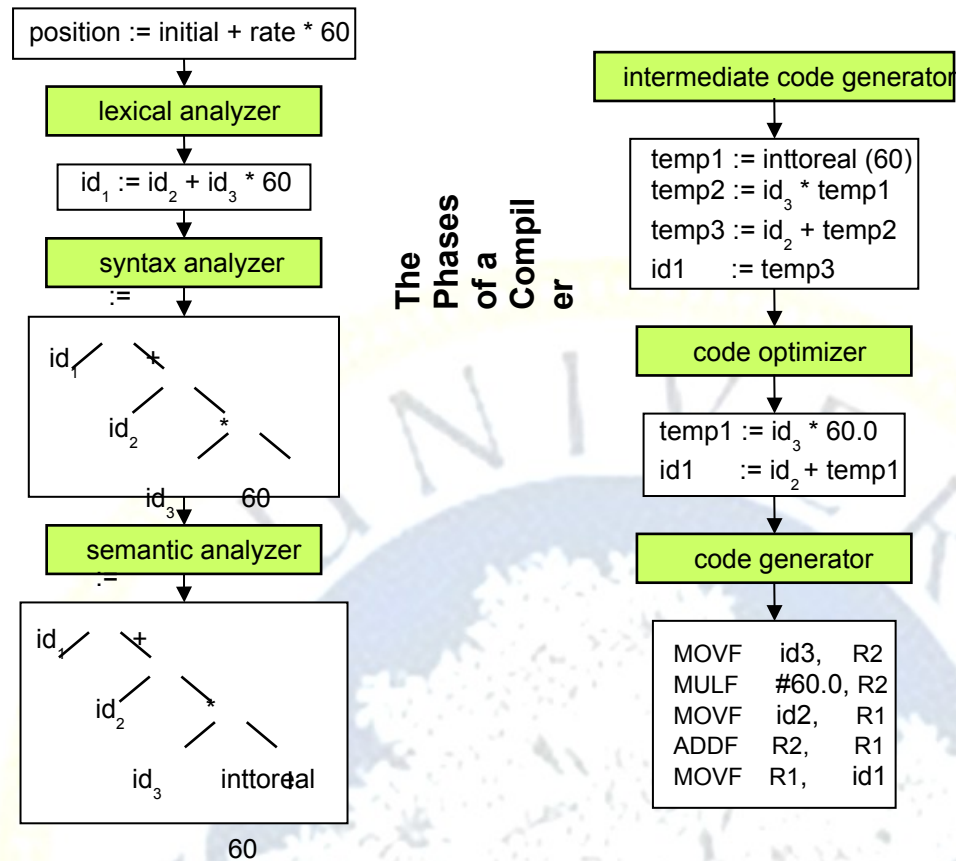 position := initial + rate * 60
lexical analyzer
id₁ := id₂ + id₃ * 60
syntax analyzer
:=
id₁ +
id₂ *
id₃ 60
semantic analyzer
:=
id₁ +
id₂ *
id₃ inttoreal
60
The
Phases
of a
Compil
er
intermediate code generator
temp1 := inttoreal (60)
temp2 := id₃ * temp1
temp3 := id₂ + temp2
id1 := temp3
code optimizer
temp1 := id₃ * 60.0
id1 := id₂ + temp1
code generator
MOVF id3, R2
MULF #60.0, R2
MOVF id2, R1
ADDF R2, R1
MOVF R1, id1